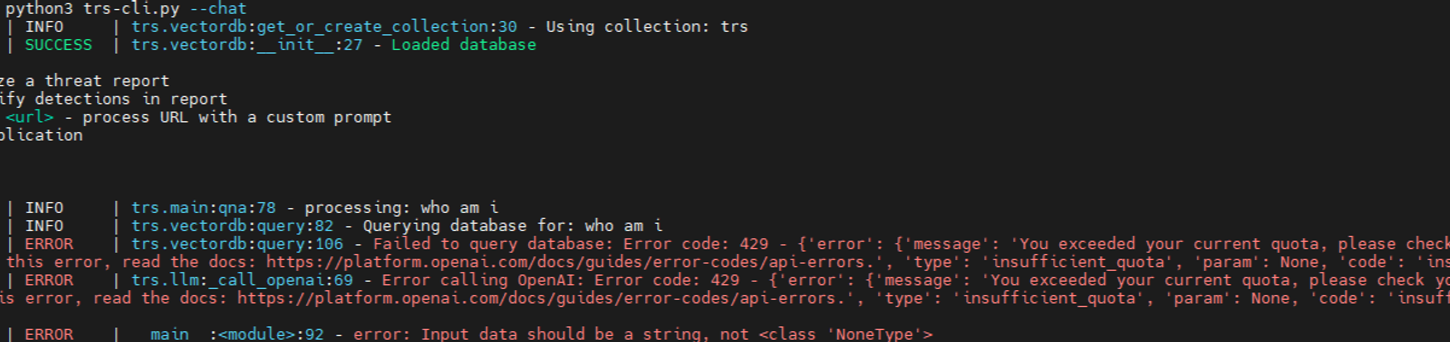 python3 trs-cli.py --chat
| INFO | trs.vectordb:get_or_create_collection:30 - Using collection: trs
| SUCCESS | trs.vectordb:__init__:27 - Loaded database
ze a threat report
ify detections in report
<url> - process URL with a custom prompt
plication
| INFO | trs.main:qna:78 - processing: who am i
| INFO | trs.vectordb:query:82 - Querying database for: who am i
| ERROR | trs.vectordb:query:106 - Failed to query database: Error code: 429 - {'error': {'message': 'You exceeded your current quota, please check
this error, read the docs: https://platform.openai.com/docs/guides/error-codes/api-errors.', 'type': 'insufficient_quota', 'param': None, 'code': 'ins
| ERROR | trs.llm:_call_openai:69 - Error calling OpenAI: Error code: 429 - {'error': {'message': 'You exceeded your current quota, please check yo
is error, read the docs: https://platform.openai.com/docs/guides/error-codes/api-errors.', 'type': 'insufficient_quota', 'param': None, 'code': 'insuff
| ERROR | __main__:<module>:92 - error: Input data should be a string, not <class 'NoneType'>